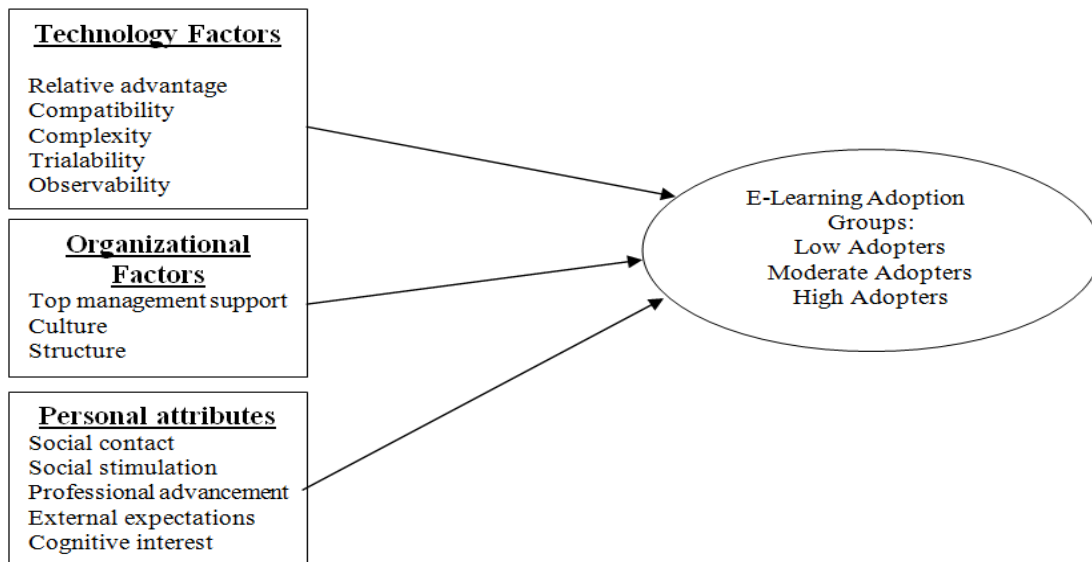 Technology Factors
Relative advantage
Compatibility
Complexity
Trialability
Observability
Organizational
Factors
Top management support
Culture
Structure
Personal attributes
Social contact
Social stimulation
Professional advancement
External expectations
Cognitive interest
E-Learning Adoption
Groups:
Low Adopters
Moderate Adopters
High Adopters